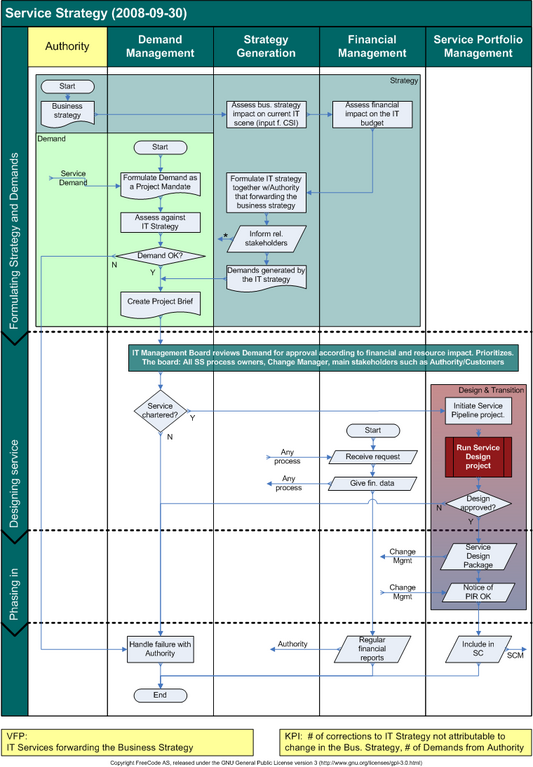 Service Strategy (2008-09-30)
Authority
Demand
Management
Strategy
Generation
Financial
Management
Service Portfolio
Management
Formulating Strategy and Demands
Designing service
Phasing in
Strategy
Start
Business
strategy
Assess bus. strategy
impact on current IT
scene (input f. CSI)
Assess financial
impact on the IT
budget
Demand
Start
Service
Demand
Formulate Demand as
a Project Mandate
Formulate IT strategy
together w/Authority
that forwarding the
business strategy
Assess against
IT Strategy
*
Inform rel.
stakeholders
Demand OK?
N
Y
Demands generated by
the IT strategy
Create Project Brief
IT Management Board reviews Demand for approval according to financial and resource impact. Prioritizes.
The board: All SS process owners, Change Manager, main stakeholders such as Authority/Customers
Design & Transition
Service
chartered?
Y
N
Initiate Service
Pipeline project.
Start
Any
process
Receive request
Run Service
Design
project
Any
process
Give fin. data
Design
approved?
N
Y
Change
Mgmt
Service
Design
Package
Change
Mgmt
Notice of
PIR OK
Handle failure with
Authority
Authority
Regular
financial
reports
Include in
SC
SCM
End
VFP:
IT Services forwarding the Business Strategy
KPI: # of corrections to IT Strategy not attributable to
change in the Bus. Strategy, # of Demands from Authority
Copyright FreeCode AS, released under the GNU General Public License version 3 (http://www.gnu.org/licenses/gpl-3.0.html)